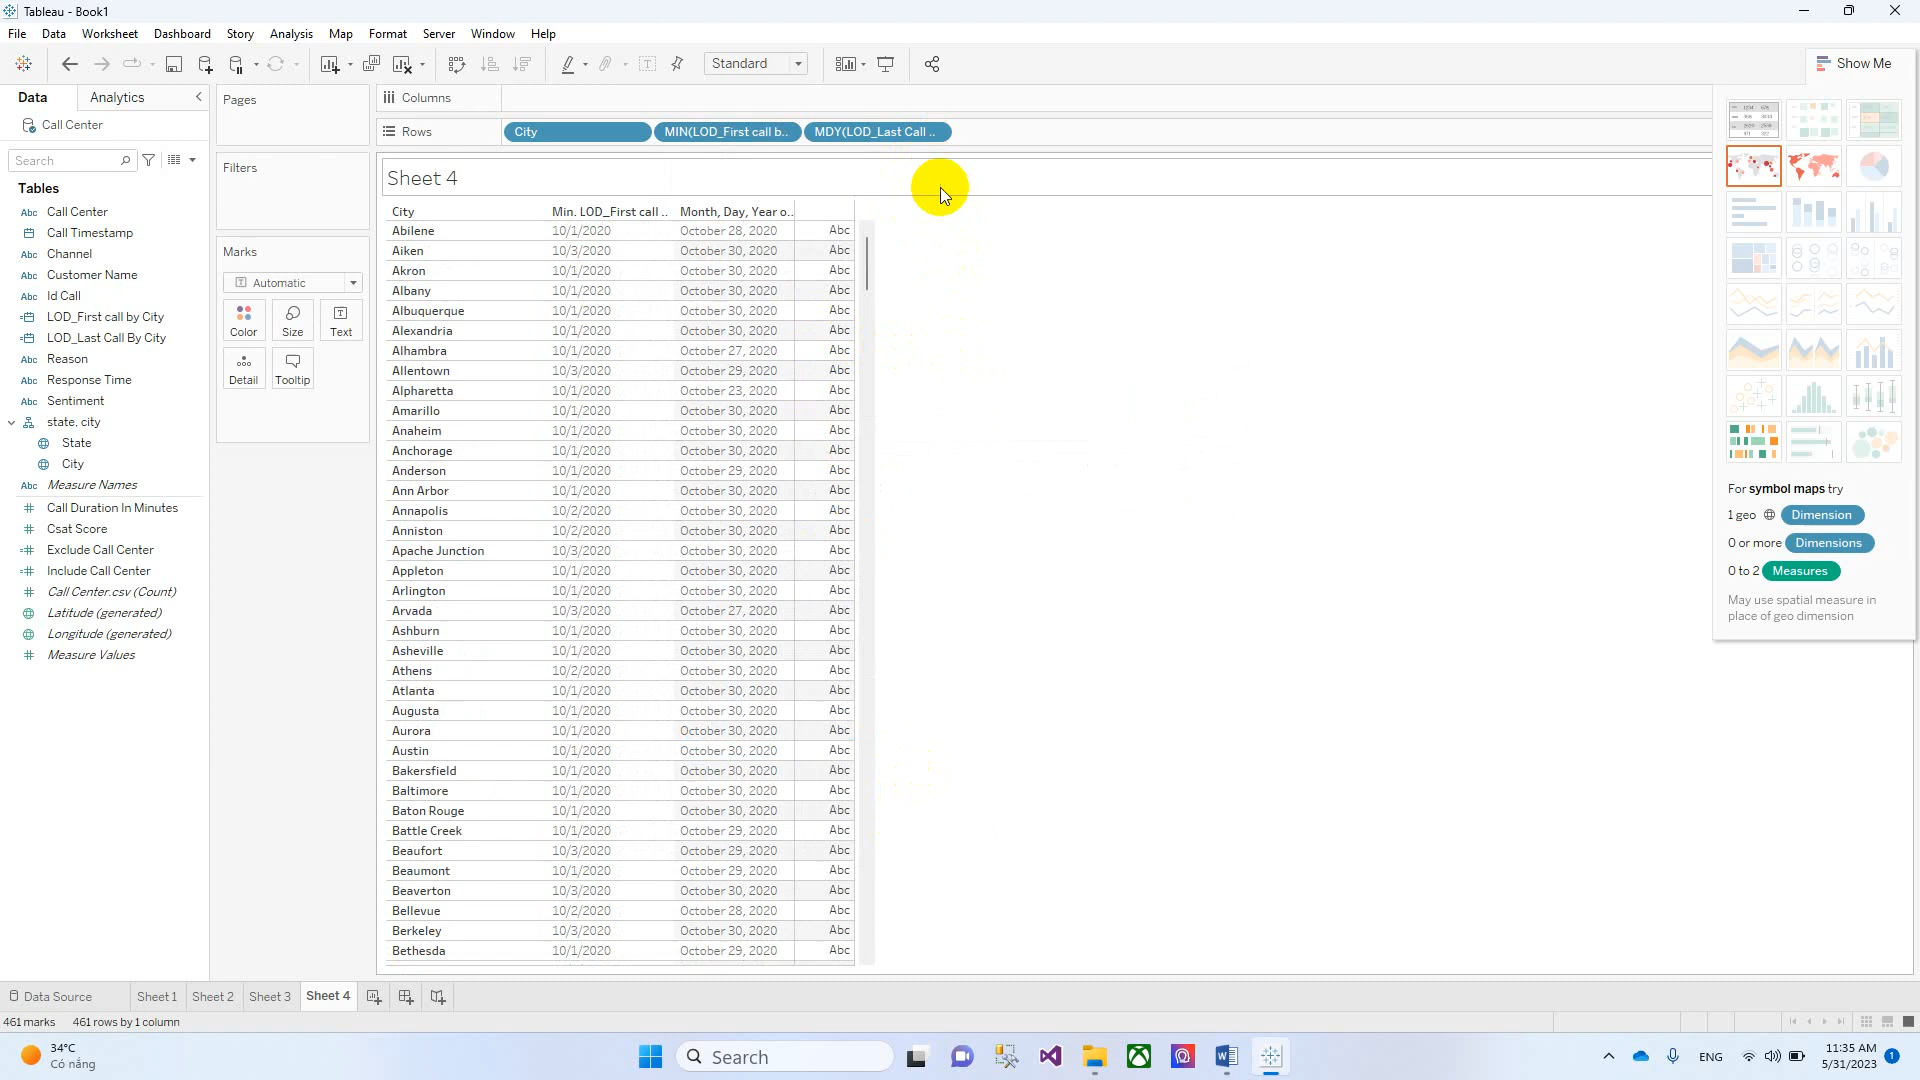 Tableau - Book1
File Data Worksheet Dashboard Story Analysis Map Format Server Window Help
Standard
Show Me
Data Analytics
Call Center
Search
Tables
Abc Call Center
Call Timestamp
Abc Channel
Abc Customer Name
Abc Id Call
LOD_First call by City
LOD_Last Call By City
Abc Reason
Abc Response Time
Abc Sentiment
state, city
State
City
Abc Measure Names
# Call Duration In Minutes
# Csat Score
=# Exclude Call Center
=# Include Call Center
# Call Center.csv (Count)
Latitude (generated)
Longitude (generated)
# Measure Values
Pages
Filters
Marks
Automatic
Color Size Text
Detail Tooltip
Columns
Rows City MIN(LOD_First call b.. MDY(LOD_Last Call ..
Sheet 4
City Min. LOD_First call .. Month, Day, Year o..
Abilene 10/1/2020 October 28, 2020 Abc
Aiken 10/3/2020 October 30, 2020 Abc
Akron 10/1/2020 October 30, 2020 Abc
Albany 10/1/2020 October 30, 2020 Abc
Albuquerque 10/1/2020 October 30, 2020 Abc
Alexandria 10/1/2020 October 30, 2020 Abc
Alhambra 10/1/2020 October 27, 2020 Abc
Allentown 10/3/2020 October 29, 2020 Abc
Alpharetta 10/1/2020 October 23, 2020 Abc
Amarillo 10/1/2020 October 30, 2020 Abc
Anaheim 10/1/2020 October 30, 2020 Abc
Anchorage 10/1/2020 October 30, 2020 Abc
Anderson 10/1/2020 October 29, 2020 Abc
Ann Arbor 10/1/2020 October 30, 2020 Abc
Annapolis 10/2/2020 October 30, 2020 Abc
Anniston 10/2/2020 October 30, 2020 Abc
Apache Junction 10/3/2020 October 30, 2020 Abc
Appleton 10/1/2020 October 30, 2020 Abc
Arlington 10/1/2020 October 30, 2020 Abc
Arvada 10/3/2020 October 27, 2020 Abc
Ashburn 10/1/2020 October 30, 2020 Abc
Asheville 10/1/2020 October 30, 2020 Abc
Athens 10/2/2020 October 30, 2020 Abc
Atlanta 10/1/2020 October 30, 2020 Abc
Augusta 10/1/2020 October 30, 2020 Abc
Aurora 10/1/2020 October 30, 2020 Abc
Austin 10/1/2020 October 30, 2020 Abc
Bakersfield 10/1/2020 October 30, 2020 Abc
Baltimore 10/1/2020 October 30, 2020 Abc
Baton Rouge 10/1/2020 October 30, 2020 Abc
Battle Creek 10/1/2020 October 29, 2020 Abc
Beaufort 10/3/2020 October 29, 2020 Abc
Beaumont 10/1/2020 October 29, 2020 Abc
Beaverton 10/3/2020 October 30, 2020 Abc
Bellevue 10/2/2020 October 28, 2020 Abc
Berkeley 10/3/2020 October 30, 2020 Abc
Bethesda 10/1/2020 October 29, 2020 Abc
For symbol maps try
1 geo Dimension
0 or more Dimensions
0 to 2 Measures
May use spatial measure in
place of geo dimension
Data Source Sheet 1 Sheet 2 Sheet 3 Sheet 4
461 marks 461 rows by 1 column
34°C
Có nắng
Search
ENG
11:35 AM
5/31/2023
1